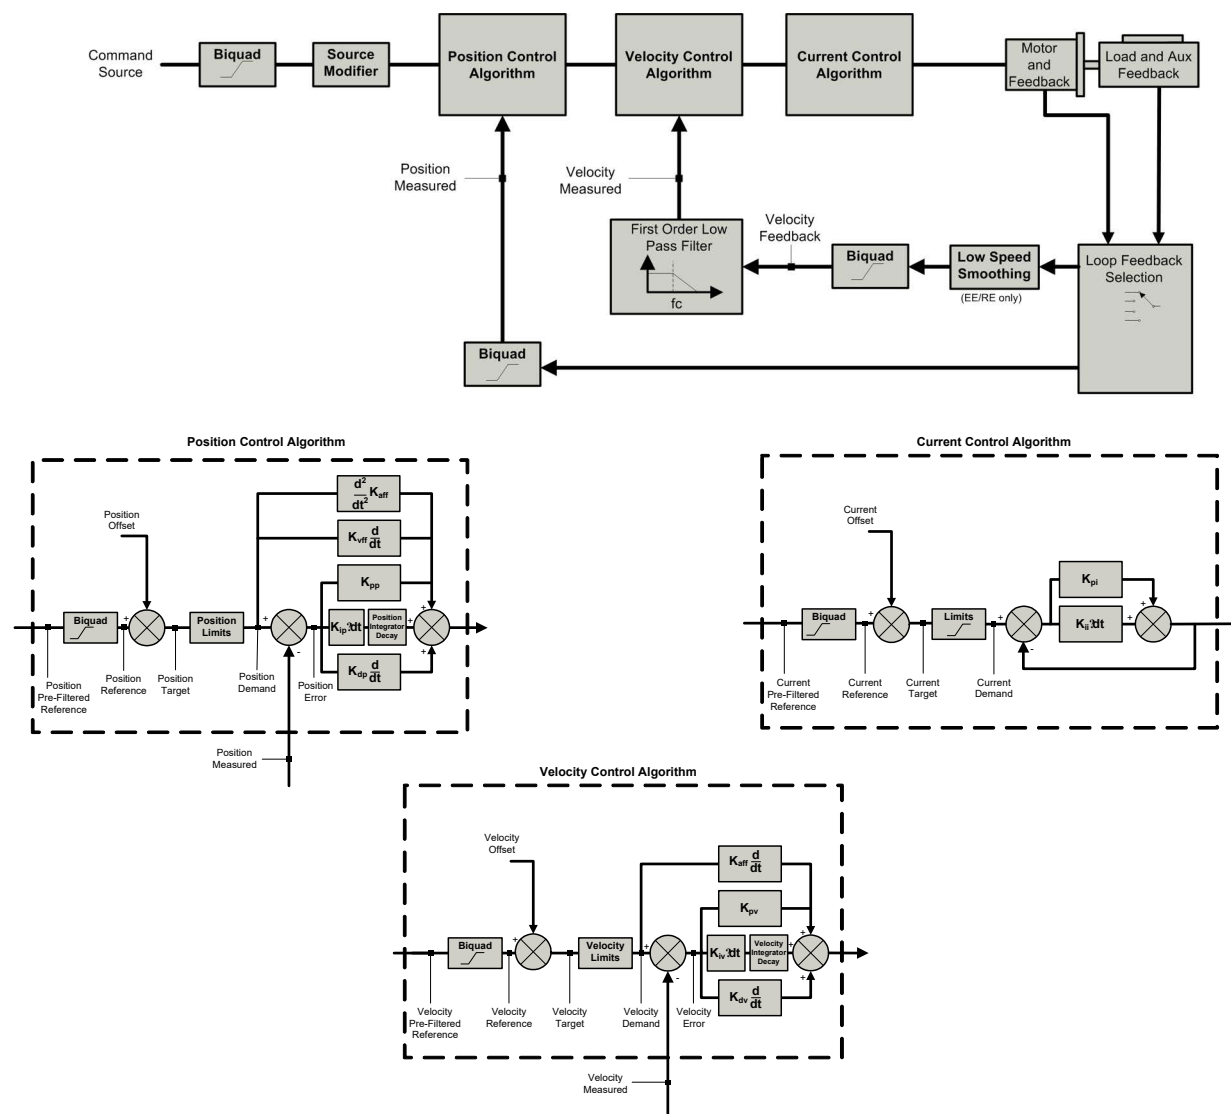 Command
Source
Biquad
Source
Modifier
Position Control
Algorithm
Velocity Control
Algorithm
Current Control
Algorithm
Motor
and
Feedback
Load and Aux
Feedback
Position
Measured
Velocity
Measured
First Order Low
Pass Filter
fc
Velocity
Feedback
Biquad
Low Speed
Smoothing
(EE/RE only)
Loop Feedback
Selection
Biquad
Position Control Algorithm
Position
Offset
Biquad
+
Position
Limits
+
-
d²
dt² Kaff
Kvff d
dt
Kpp
Kip?dt
Position
Integrator
Decay
Kdp d
dt
+
+
+
Position
Pre-Filtered
Reference
Position
Reference
Position
Target
Position
Demand
Position
Error
Position
Measured
Current Control Algorithm
Current
Offset
Biquad
+
Limits
+
-
Kpi
Kii?dt
+
+
Current
Pre-Filtered
Reference
Current
Reference
Current
Target
Current
Demand
Velocity Control Algorithm
Velocity
Offset
Biquad
+
Velocity
Limits
+
-
Kaff d
dt
Kpv
Kiv?dt
Velocity
Integrator
Decay
Kdv d
dt
+
+
+
Velocity
Pre-Filtered
Reference
Velocity
Reference
Velocity
Target
Velocity
Demand
Velocity
Error
Velocity
Measured